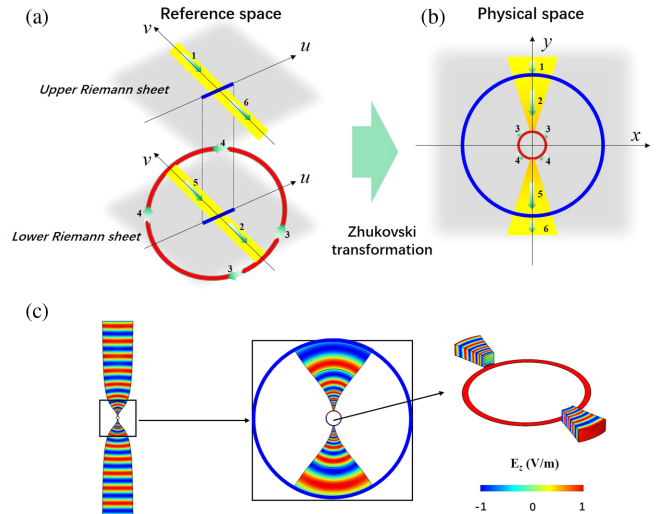 (a)
Reference space
v
u
1
6
Upper Riemann sheet
4
v
u
5
4
2
3
3
Lower Riemann sheet
Zhukovski
transformation
(b)
Physical space
y
1
2
3
3
x
4
4
5
6
(c)
E_z (V/m)
-1
0
1